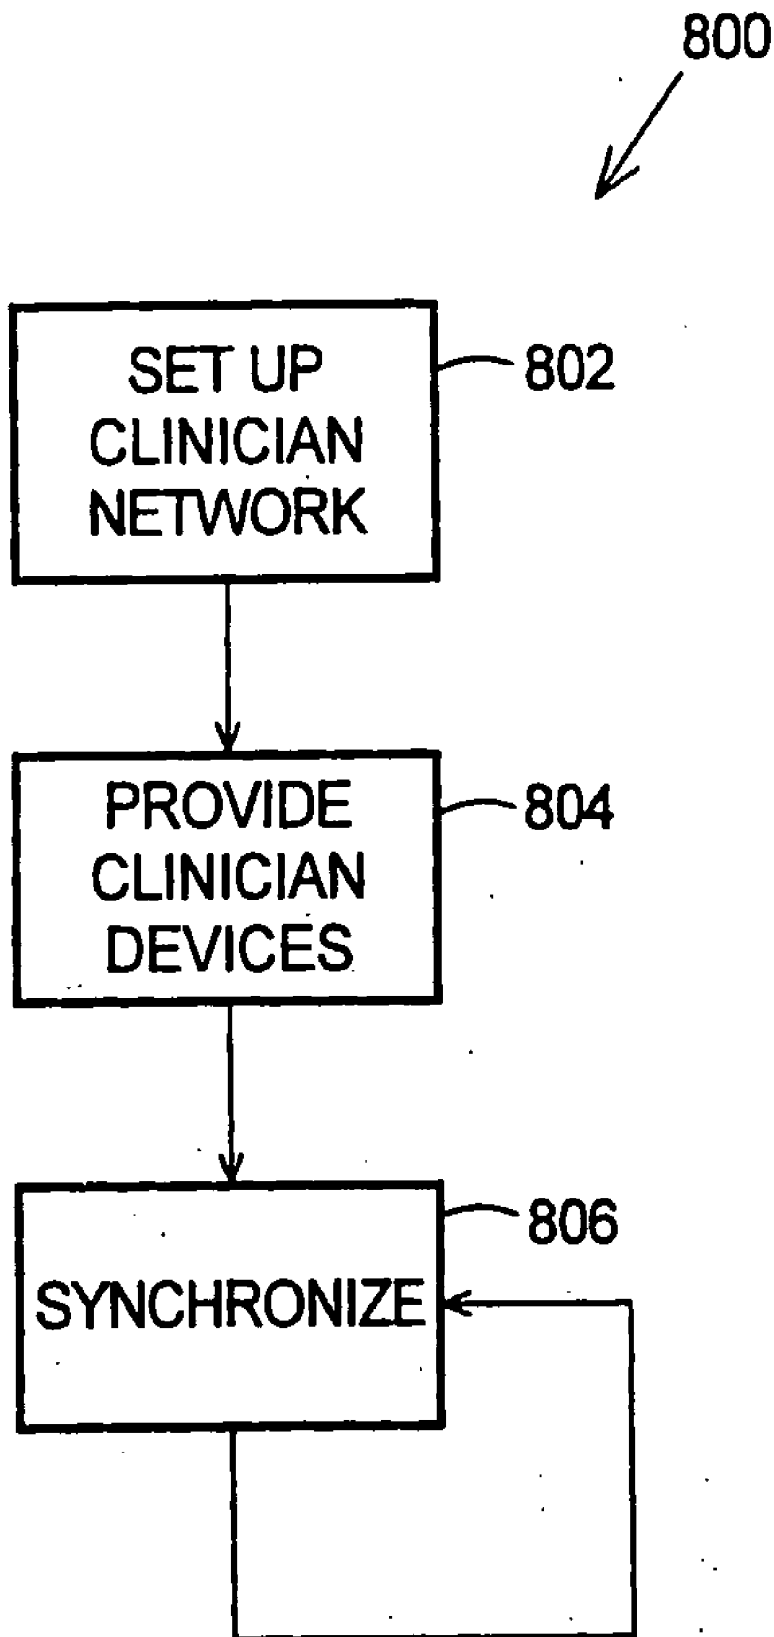 800
SET UP
CLINICIAN
NETWORK
802
PROVIDE
CLINICIAN
DEVICES
804
SYNCHRONIZE
806